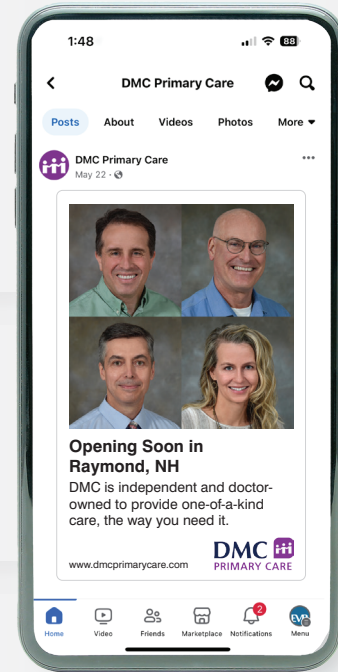 1:48
88
DMC Primary Care
Posts About Videos Photos More
DMC Primary Care
May 22 ·
Opening Soon in
Raymond, NH
DMC is independent and doctor-
owned to provide one-of-a-kind
care, the way you need it.
www.dmcprimarycare.com
DMC
PRIMARY CARE
2
EVR
Home Video Friends Marketplace Notifications Menu